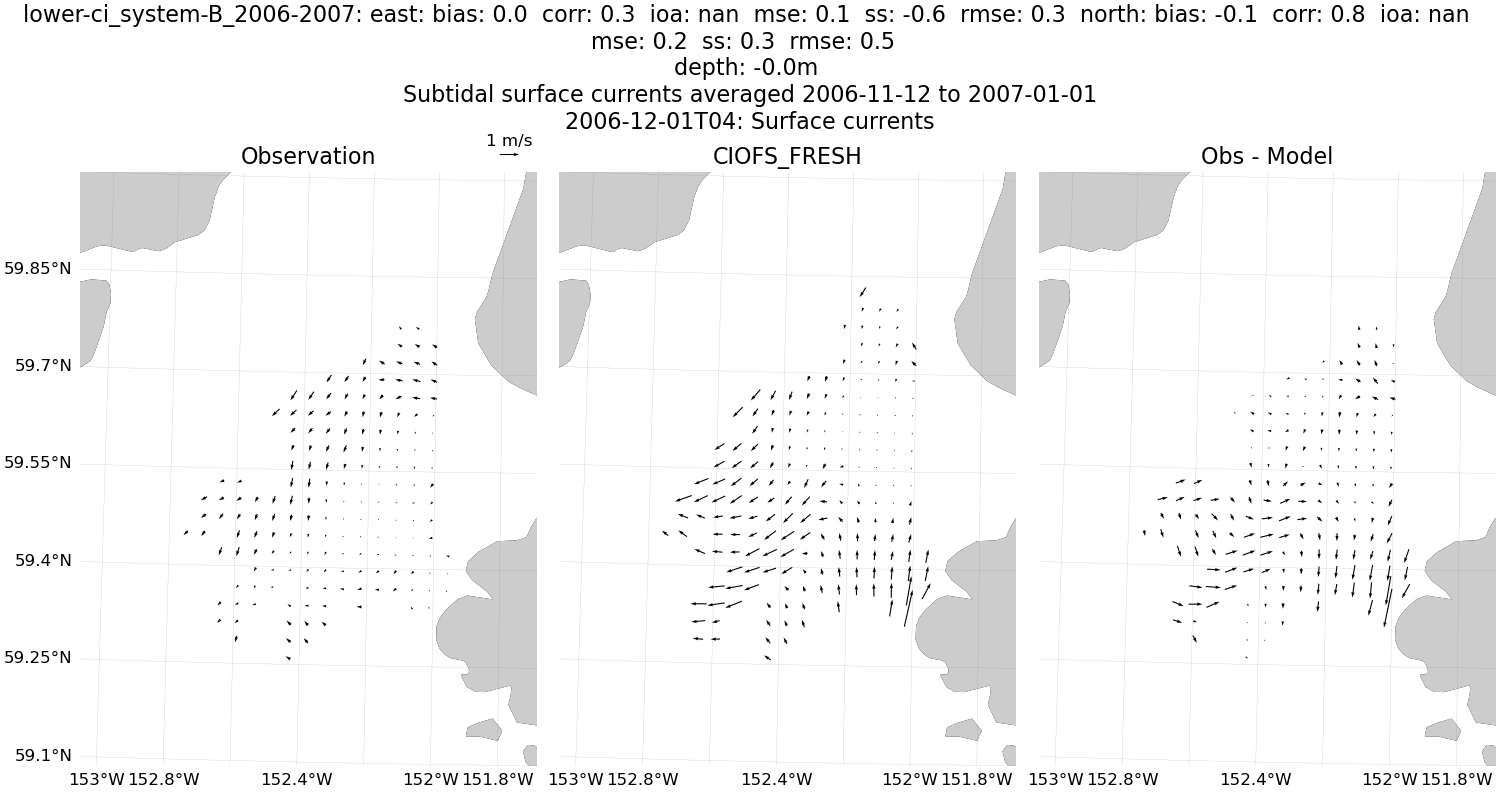 lower-ci_system-B_2006-2007: east: bias: 0.0  corr: 0.3  ioa: nan  mse: 0.1  ss: -0.6  rmse: 0.3  north: bias: -0.1  corr: 0.8  ioa: nan
mse: 0.2  ss: 0.3  rmse: 0.5
depth: -0.0m
Subtidal surface currents averaged 2006-11-12 to 2007-01-01
2006-12-01T04: Surface currents
1 m/s
Observation
CIOFS_FRESH
Obs - Model
59.85°N
59.7°N
59.55°N
59.4°N
59.25°N
59.1°N
153°W 152.8°W 152.4°W 152°W 151.8°W
153°W 152.8°W 152.4°W 152°W 151.8°W
153°W 152.8°W 152.4°W 152°W 151.8°W